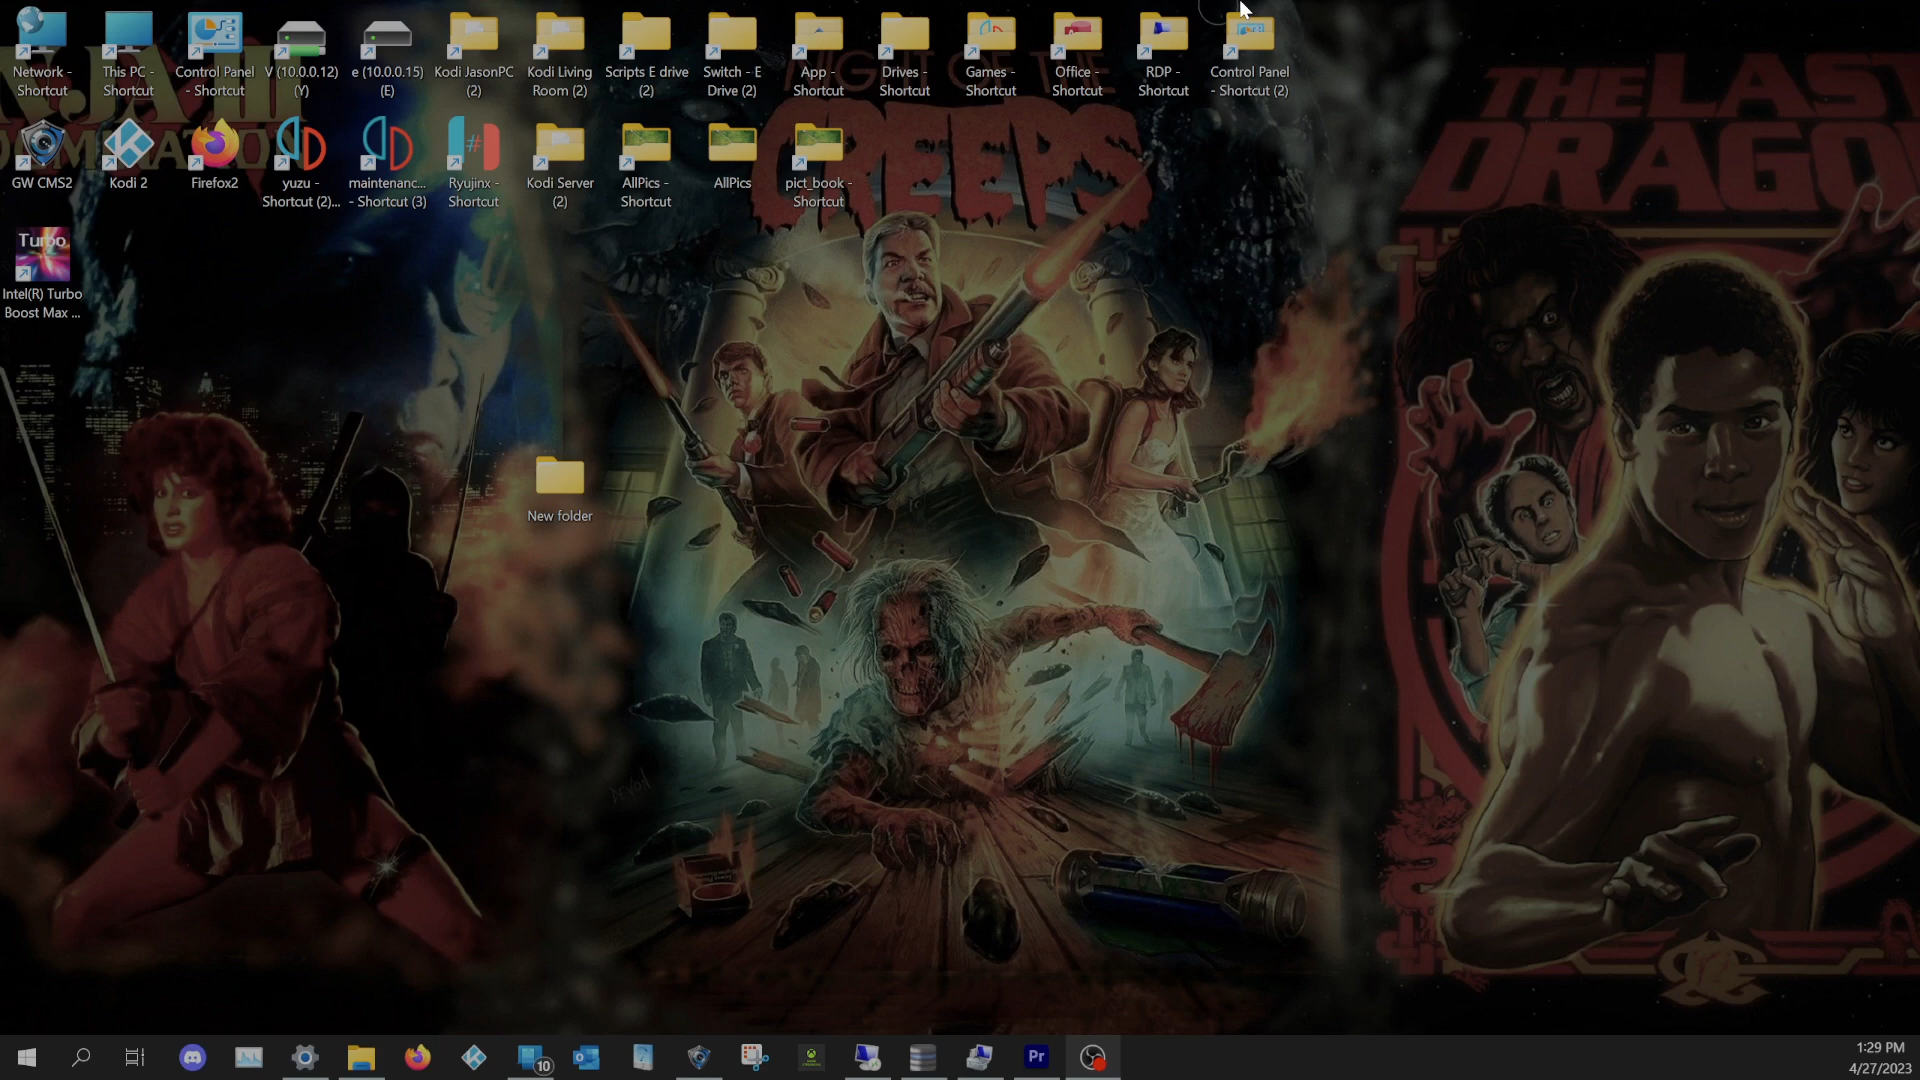 Network -
Shortcut
This PC -
Shortcut
Control Panel
- Shortcut
V (10.0.0.12)
(Y)
e (10.0.0.15)
(E)
Kodi JasonPC
(2)
Kodi Living
Room (2)
Scripts E drive
(2)
Switch - E
Drive (2)
App -
Shortcut
Drives -
Shortcut
Games -
Shortcut
Office -
Shortcut
RDP -
Shortcut
Control Panel
- Shortcut (2)
GW CMS2
Kodi 2
Firefox2
yuzu -
Shortcut (2)...
maintenanc...
- Shortcut (3)
#
Ryujinx -
Shortcut
Kodi Server
(2)
AllPics -
Shortcut
AllPics
pict_book -
Shortcut
Turbo
Intel(R) Turbo
Boost Max ...
New folder
NIGHT OF THE
CREEPS
THE LAST
DRAGO
DEVON
10
Pr
1:29 PM
4/27/2023